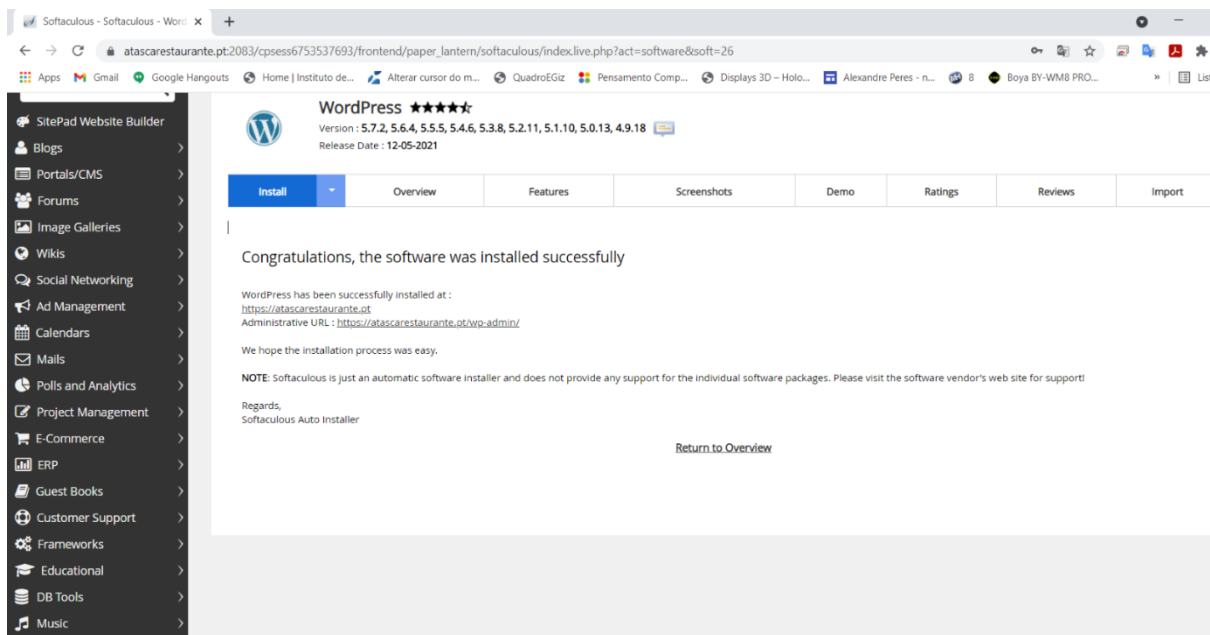 Softaculous - Softaculous - Word
atascarestaurante.pt:2083/cpsess6753537693/frontend/paper_lantern/softaculous/index.live.php?act=software&soft=26
Apps Gmail Google Hangouts Home | Instituto de... Alterar cursor do m... QuadroEGiz Pensamento Comp... Displays 3D – Holo... Alexandre Peres - n... 8 Boya BY-WM8 PRO... » List
SitePad Website Builder
Blogs
Portals/CMS
Forums
Image Galleries
Wikis
Social Networking
Ad Management
Calendars
Mails
Polls and Analytics
Project Management
E-Commerce
ERP
Guest Books
Customer Support
Frameworks
Educational
DB Tools
Music
WordPress
Version : 5.7.2, 5.6.4, 5.5.5, 5.4.6, 5.3.8, 5.2.11, 5.1.10, 5.0.13, 4.9.18
Release Date : 12-05-2021
Install Overview Features Screenshots Demo Ratings Reviews Import
Congratulations, the software was installed successfully
WordPress has been successfully installed at :
https://atascarestaurante.pt
Administrative URL : https://atascarestaurante.pt/wp-admin/
We hope the installation process was easy.
NOTE: Softaculous is just an automatic software installer and does not provide any support for the individual software packages. Please visit the software vendor's web site for support!
Regards,
Softaculous Auto Installer
Return to Overview